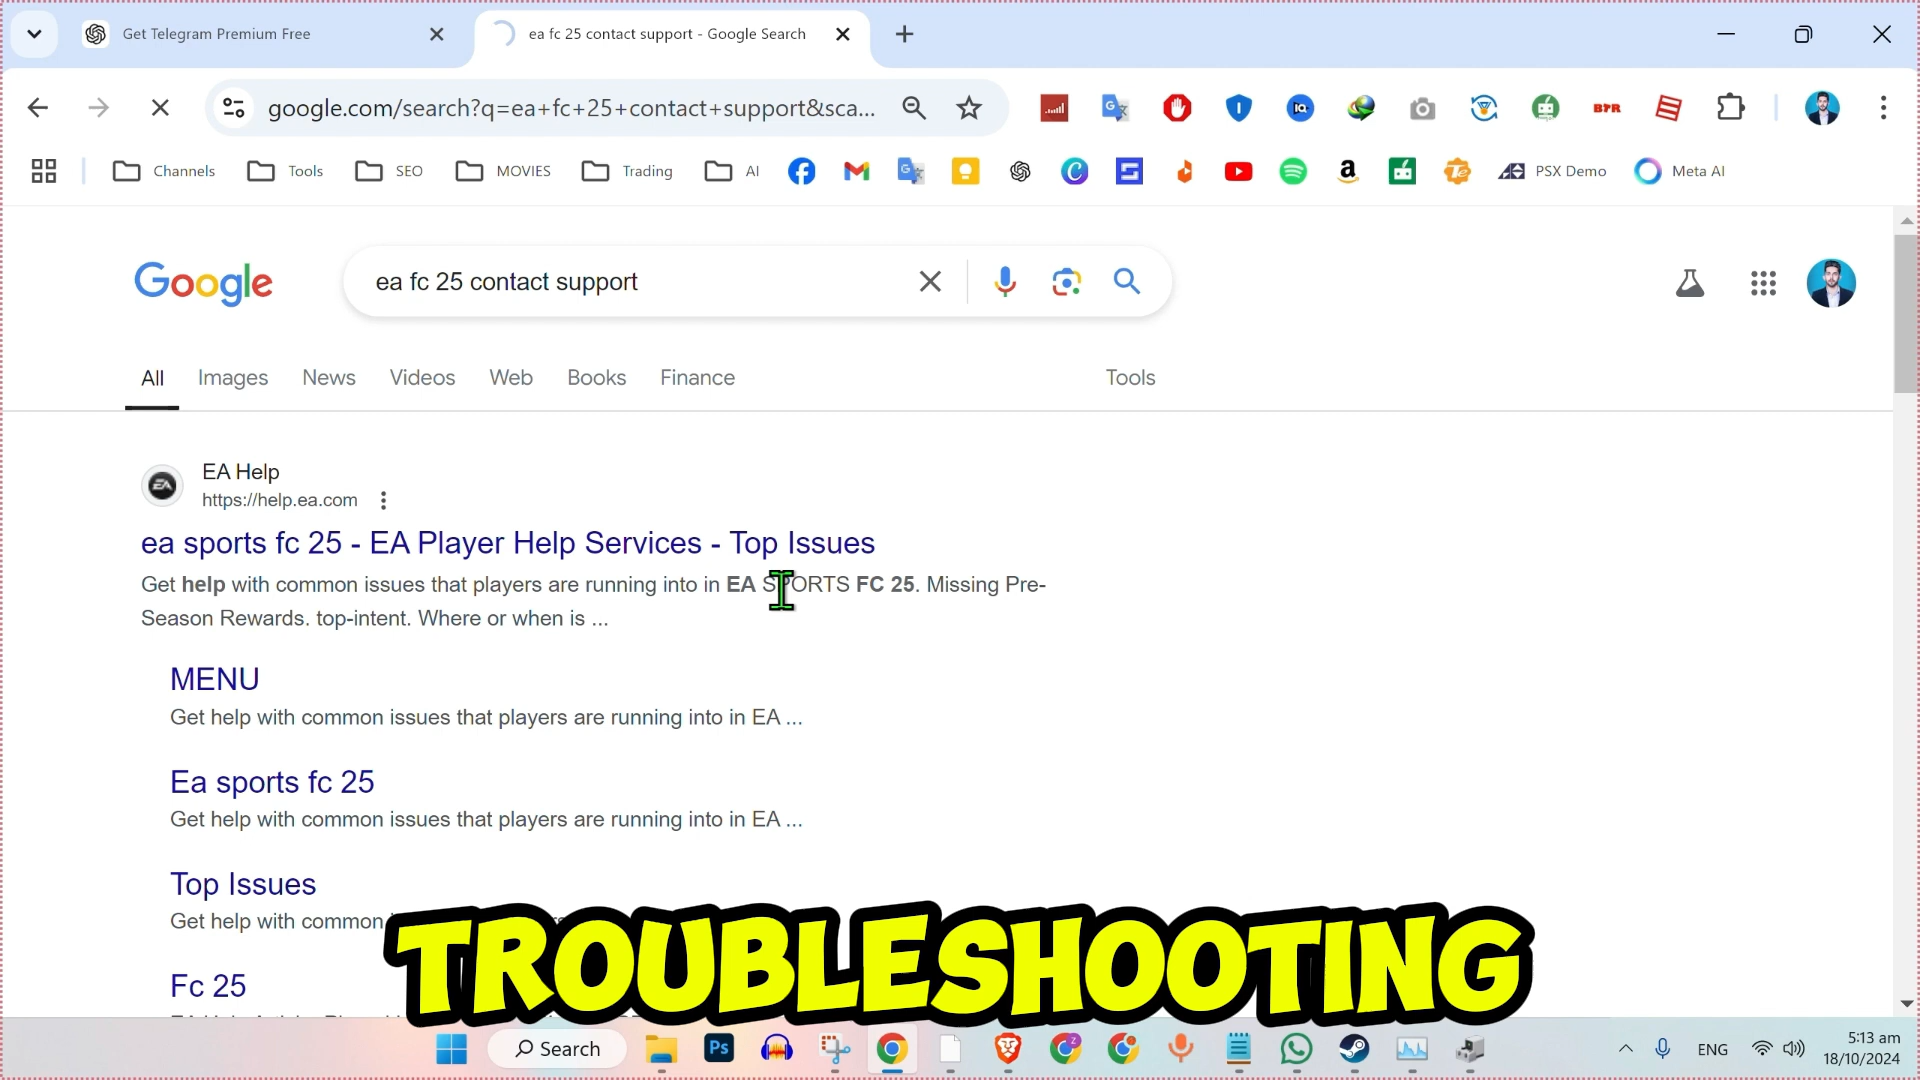 Get Telegram Premium Free
ea fc 25 contact support - Google Search
google.com/search?q=ea+fc+25+contact+support&sca...
Channels
Tools
SEO
MOVIES
Trading
AI
PSX Demo
Meta AI
Google
ea fc 25 contact support
All
Images
News
Videos
Web
Books
Finance
Tools
EA Help
https://help.ea.com
ea sports fc 25 - EA Player Help Services - Top Issues
Get help with common issues that players are running into in EA SPORTS FC 25. Missing Pre-
Season Rewards. top-intent. Where or when is ...
MENU
Get help with common issues that players are running into in EA ...
Ea sports fc 25
Get help with common issues that players are running into in EA ...
Top Issues
Get help with common
TROUBLESHOOTING
Fc 25
Search
ENG
5:13 am
18/10/2024